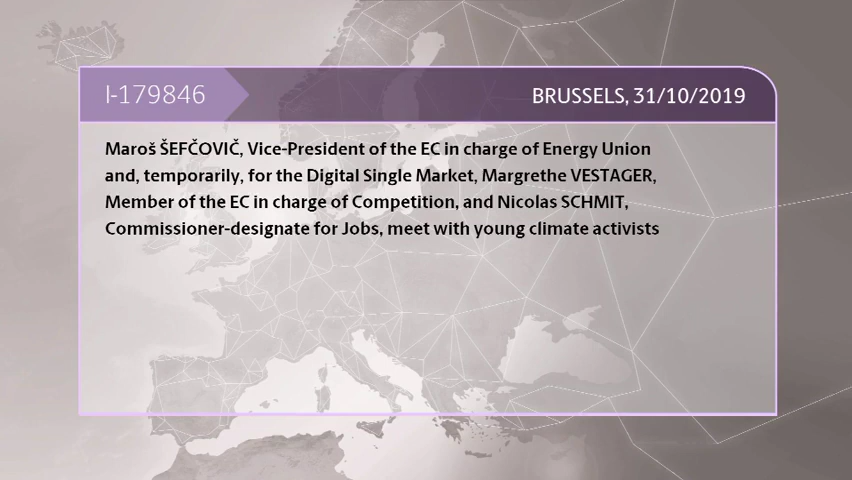 I-179846
BRUSSELS, 31/10/2019
Maroš ŠEFČOVIČ, Vice-President of the EC in charge of Energy Union
and, temporarily, for the Digital Single Market, Margrethe VESTAGER,
Member of the EC in charge of Competition, and Nicolas SCHMIT,
Commissioner-designate for Jobs, meet with young climate activists